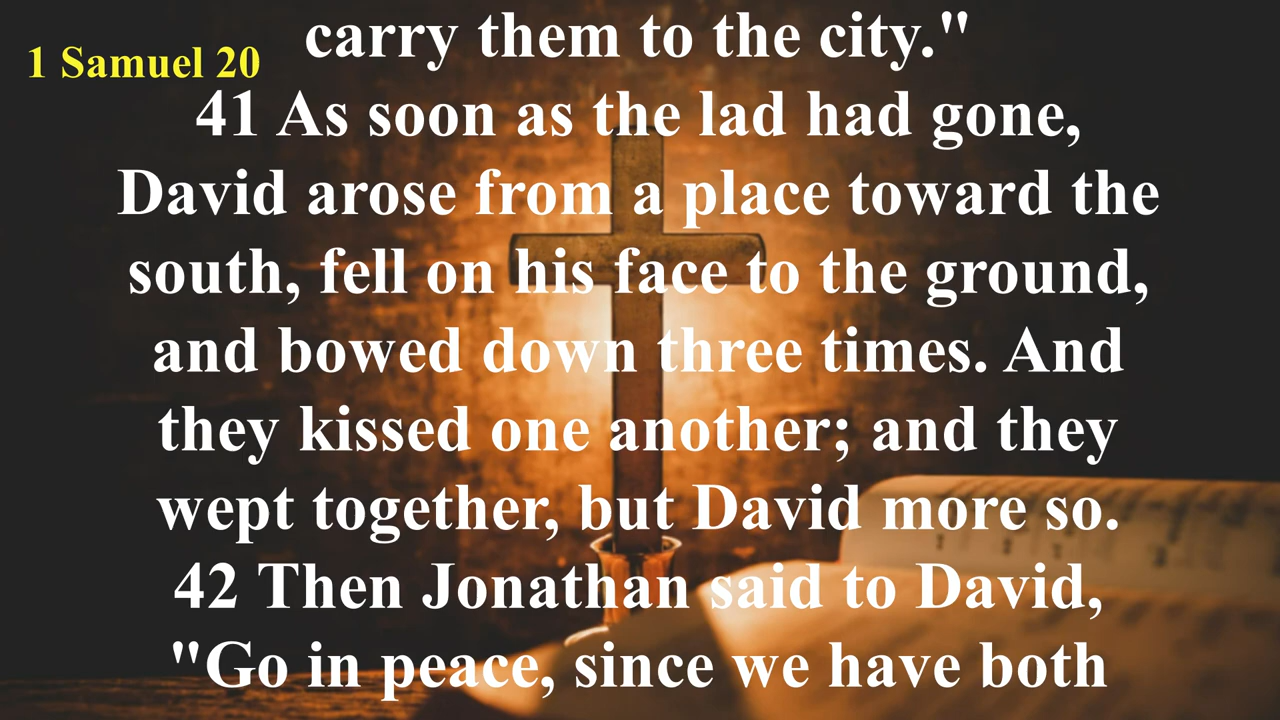 1 Samuel 20
carry them to the city."
41 As soon as the lad had gone,
David arose from a place toward the
south, fell on his face to the ground,
and bowed down three times. And
they kissed one another; and they
wept together, but David more so.
42 Then Jonathan said to David,
"Go in peace, since we have both